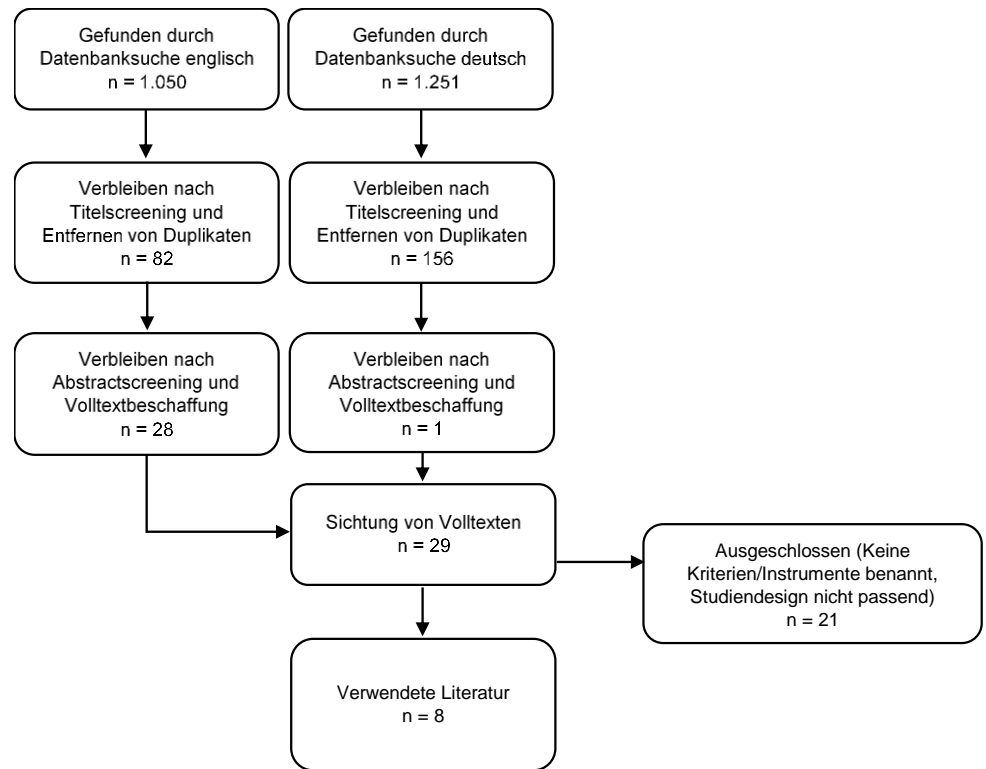 Gefunden durch
Datenbanksuche englisch
n = 1.050
Gefunden durch
Datenbanksuche deutsch
n = 1.251
Verbleiben nach
Titelscreening und
Entfernen von Duplikaten
n = 82
Verbleiben nach
Titelscreening und
Entfernen von Duplikaten
n = 156
Verbleiben nach
Abstractscreening und
Volltextbeschaffung
n = 28
Verbleiben nach
Abstractscreening und
Volltextbeschaffung
n = 1
Sichtung von Volltexten
n = 29
Ausgeschlossen (Keine
Kriterien/Instrumente benannt,
Studiendesign nicht passend)
n = 21
Verwendete Literatur
n = 8